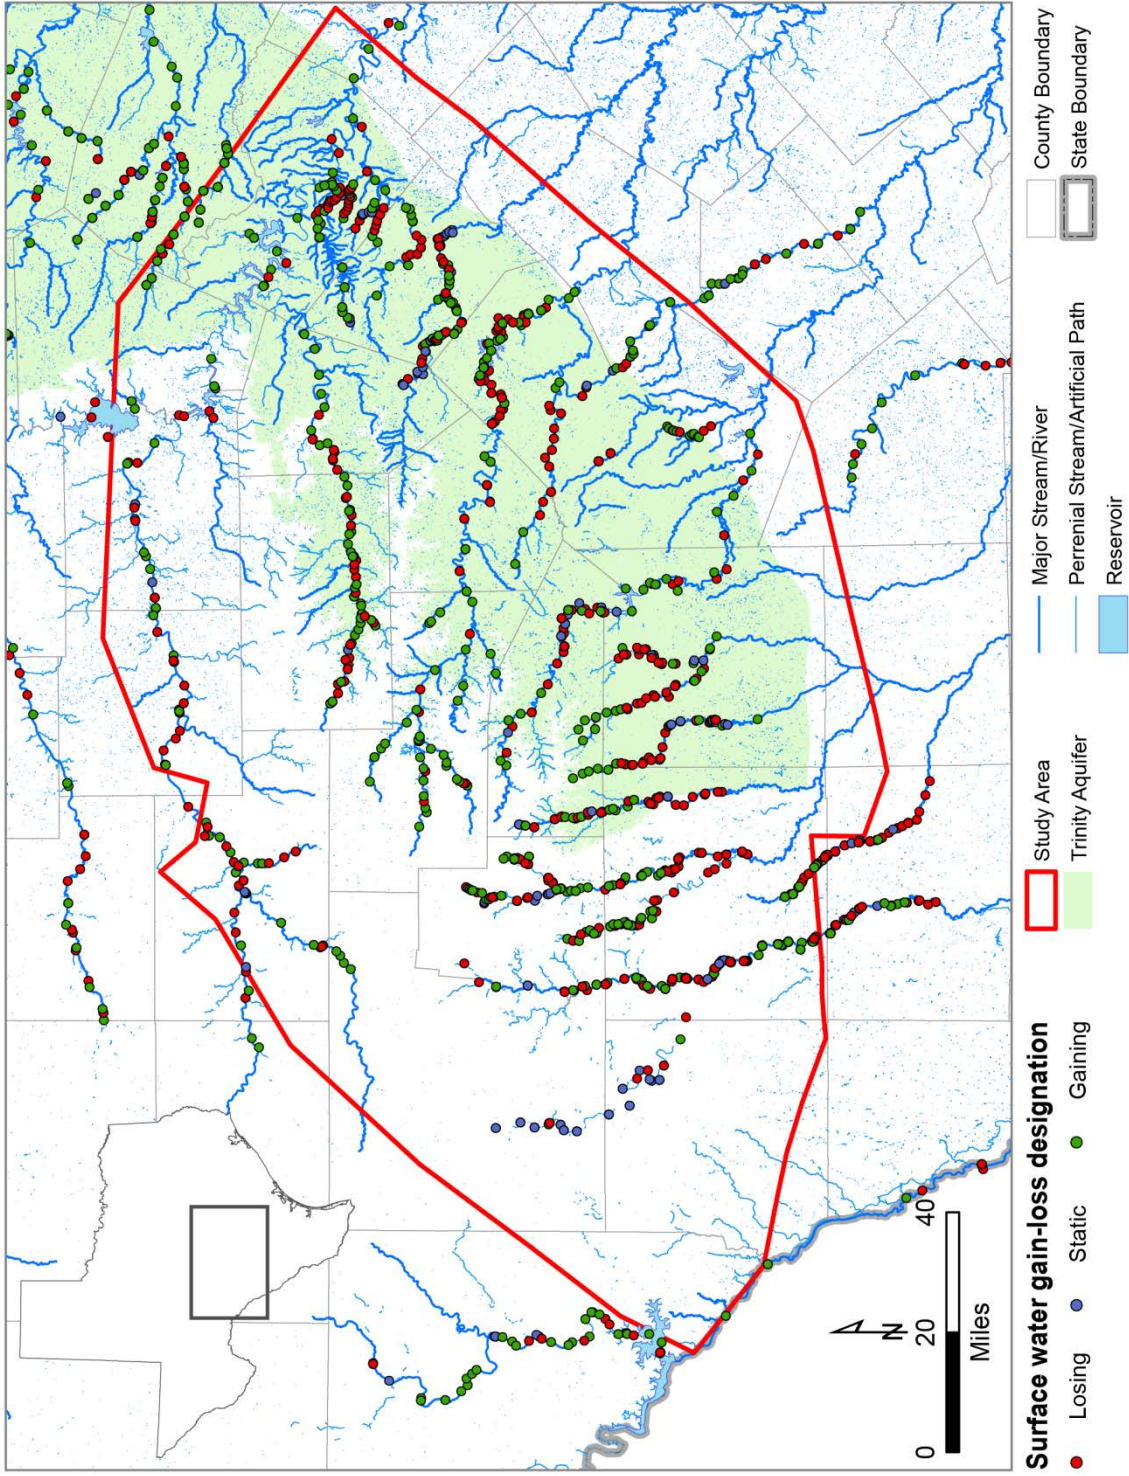 N
0 20 40
Miles
Surface water gain-loss designation
Losing
Static
Gaining
Study Area
Trinity Aquifer
Major Stream/River
Perrenial Stream/Artificial Path
Reservoir
County Boundary
State Boundary